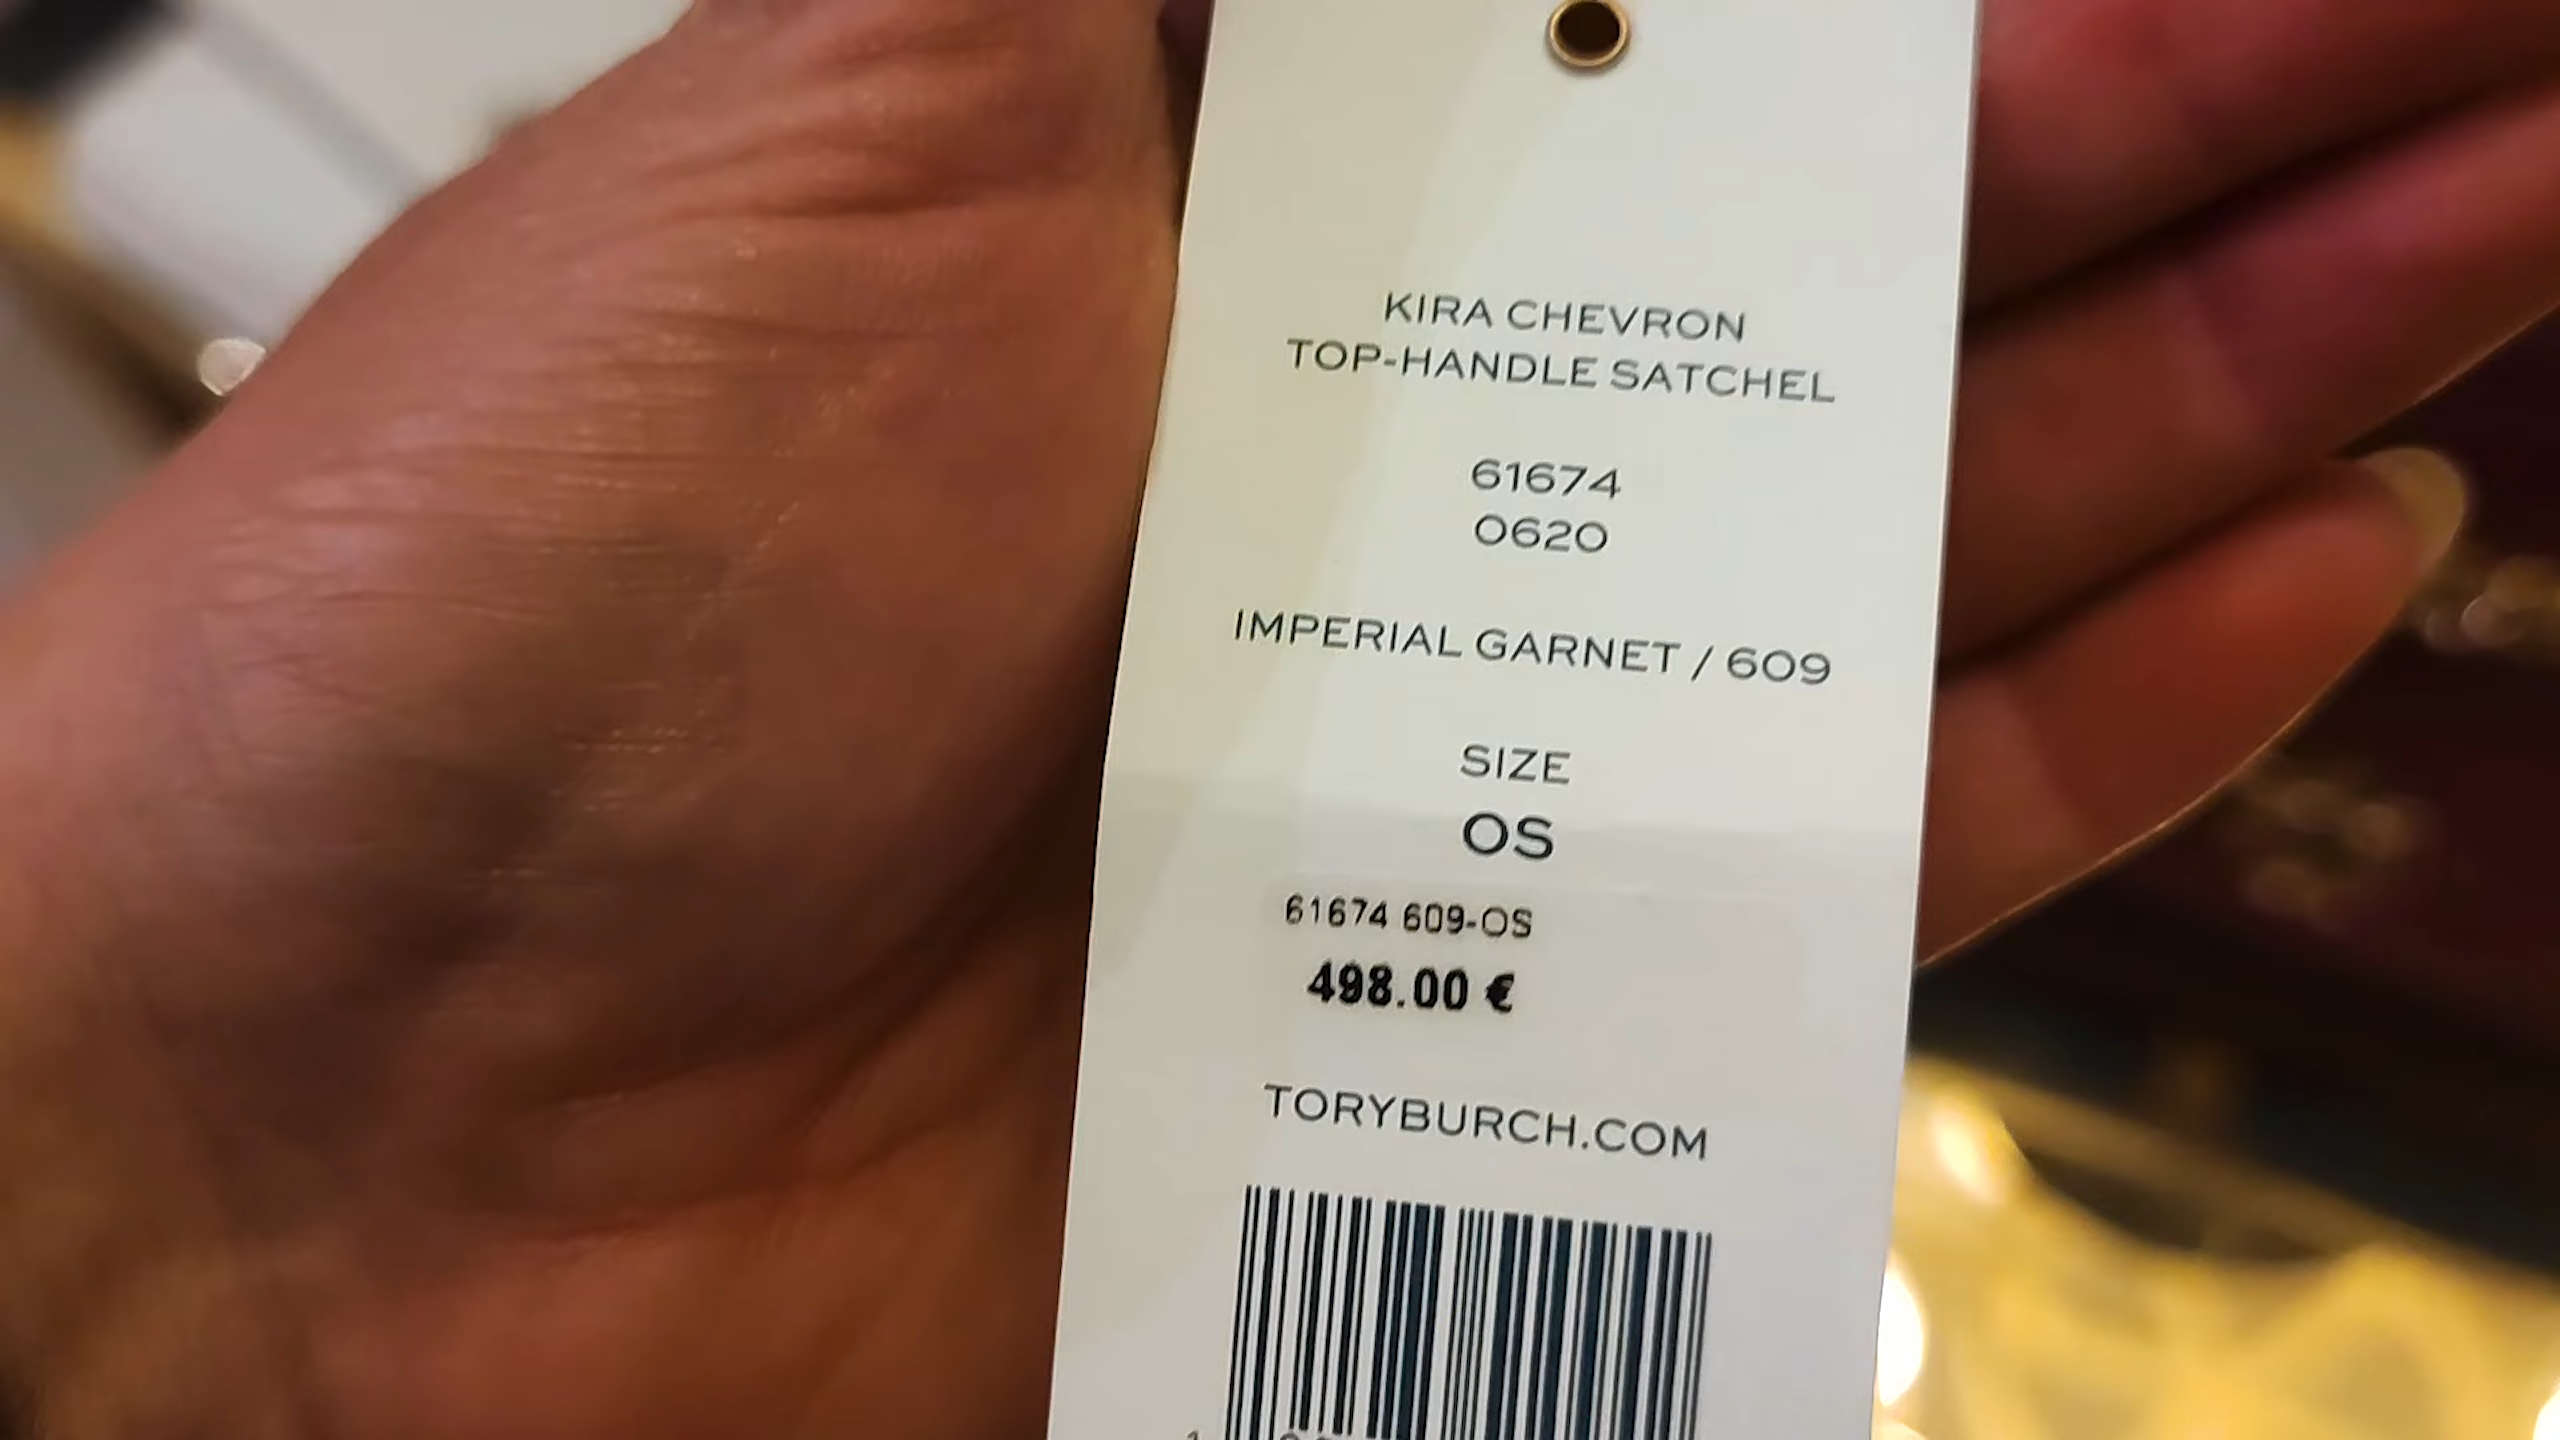 KIRA CHEVRON
TOP-HANDLE SATCHEL
61674
0620
IMPERIAL GARNET / 609
SIZE
OS
61674 609-OS
498.00 €
TORYBURCH.COM